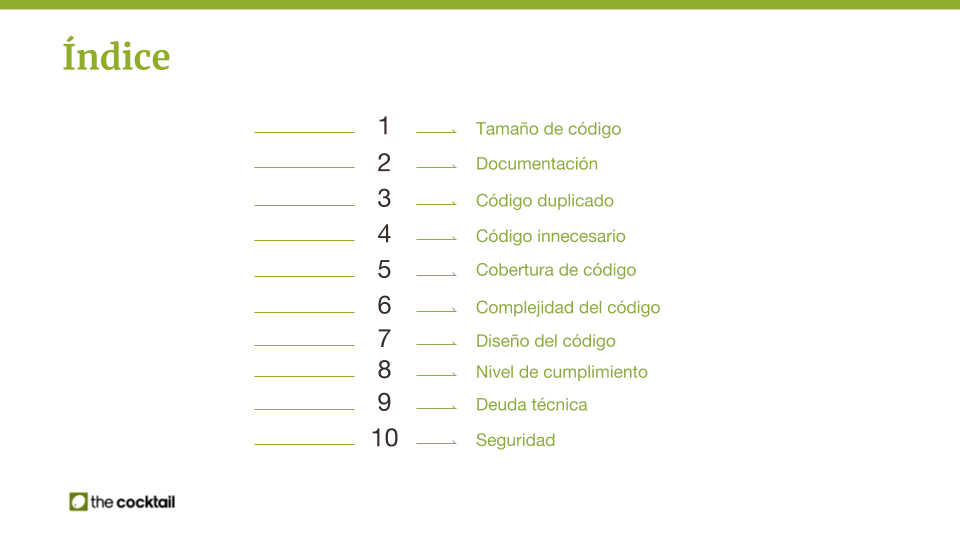 Índice
1 Tamaño de código
2 Documentación
3 Código duplicado
4 Código innecesario
5 Cobertura de código
6 Complejidad del código
7 Diseño del código
8 Nivel de cumplimiento
9 Deuda técnica
10 Seguridad
the cocktail